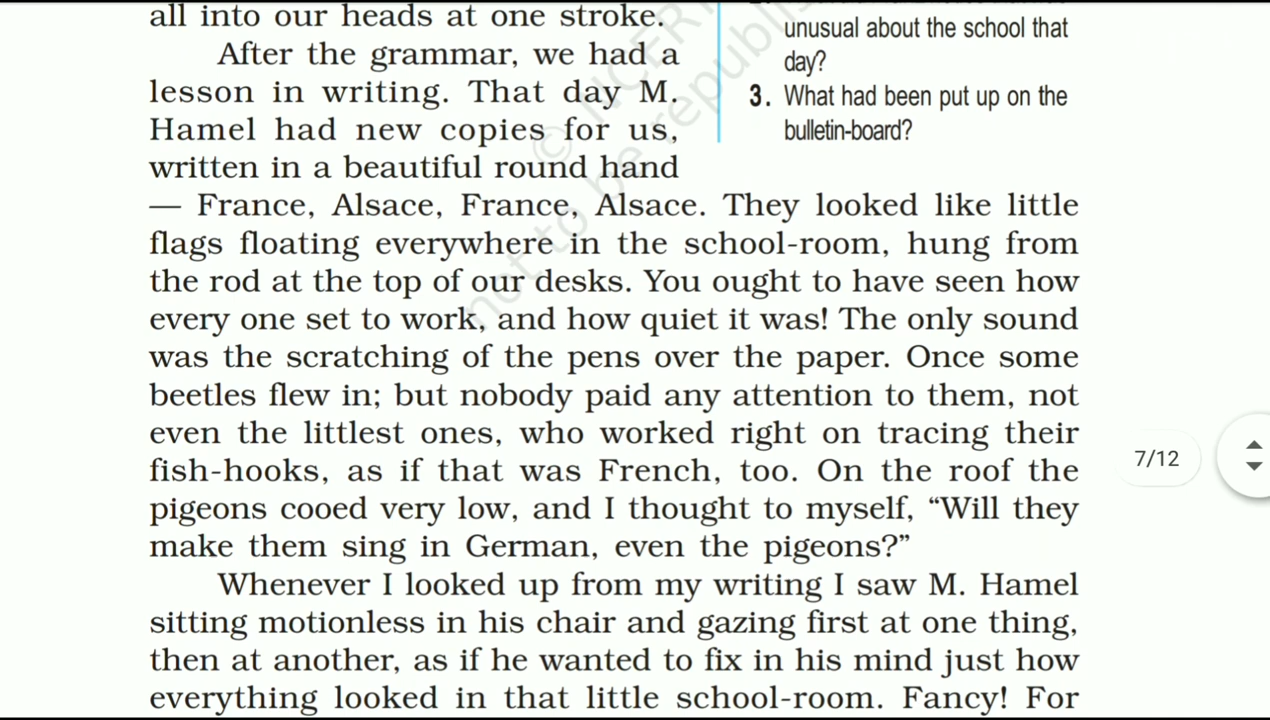 all into our heads at one stroke.
After the grammar, we had a
lesson in writing. That day M.
Hamel had new copies for us,
written in a beautiful round hand
unusual about the school that
day?
3. What had been put up on the
bulletin-board?
— France, Alsace, France, Alsace. They looked like little
flags floating everywhere in the school-room, hung from
the rod at the top of our desks. You ought to have seen how
every one set to work, and how quiet it was! The only sound
was the scratching of the pens over the paper. Once some
beetles flew in; but nobody paid any attention to them, not
even the littlest ones, who worked right on tracing their
fish-hooks, as if that was French, too. On the roof the
pigeons cooed very low, and I thought to myself, “Will they
make them sing in German, even the pigeons?”
Whenever I looked up from my writing I saw M. Hamel
sitting motionless in his chair and gazing first at one thing,
then at another, as if he wanted to fix in his mind just how
everything looked in that little school-room. Fancy! For
7/12
© NCERT
not to be republis